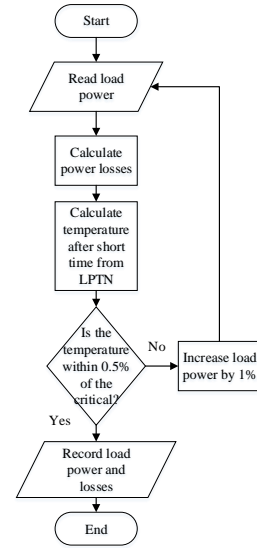 Start
Read load
power
Calculate
power losses
Calculate
temperature
after short
time from
LPTN
Is the
temperature
within 0.5%
of the
critical?
No
Increase load
power by 1%
Yes
Record load
power and
losses
End